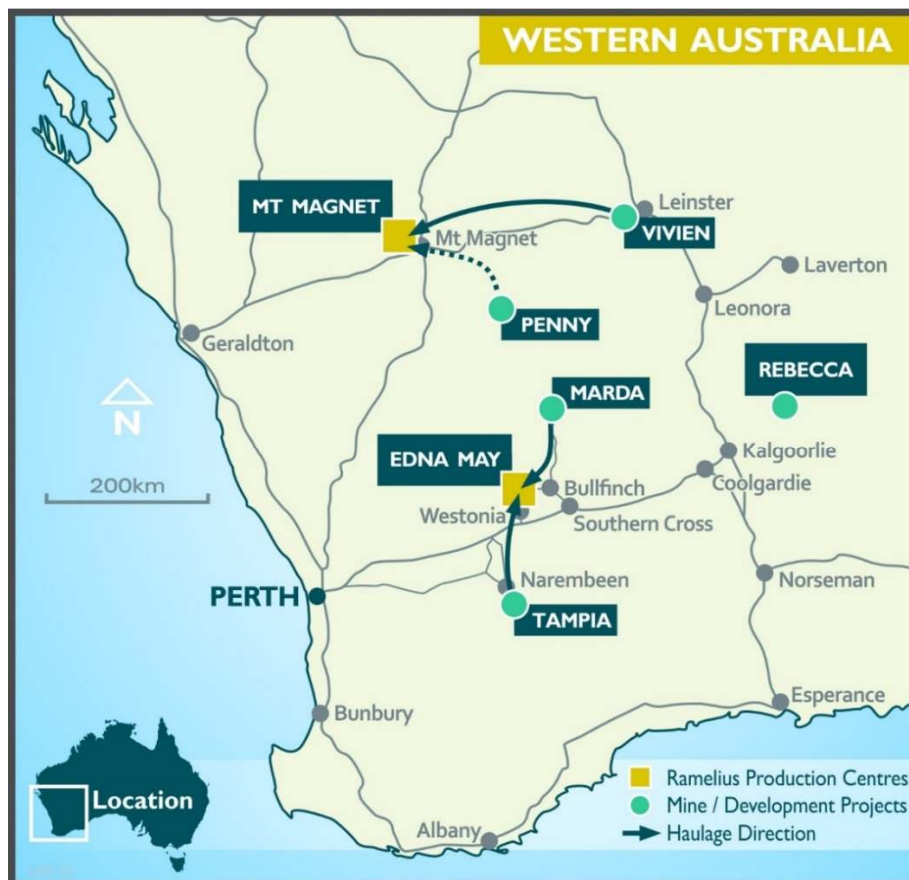 WESTERN AUSTRALIA
MT MAGNET
Mt Magnet
Leinster
VIVIEN
Laverton
Leonora
PENNY
Geraldton
REBECCA
MARDA
N
200km
EDNA MAY
Kalgoorlie
Coolgardie
Bullfinch
Westonia
Southern Cross
Norseman
Narembeen
PERTH
TAMPIA
Esperance
Bunbury
Location
Ramelius Production Centres
Mine / Development Projects
Haulage Direction
Albany